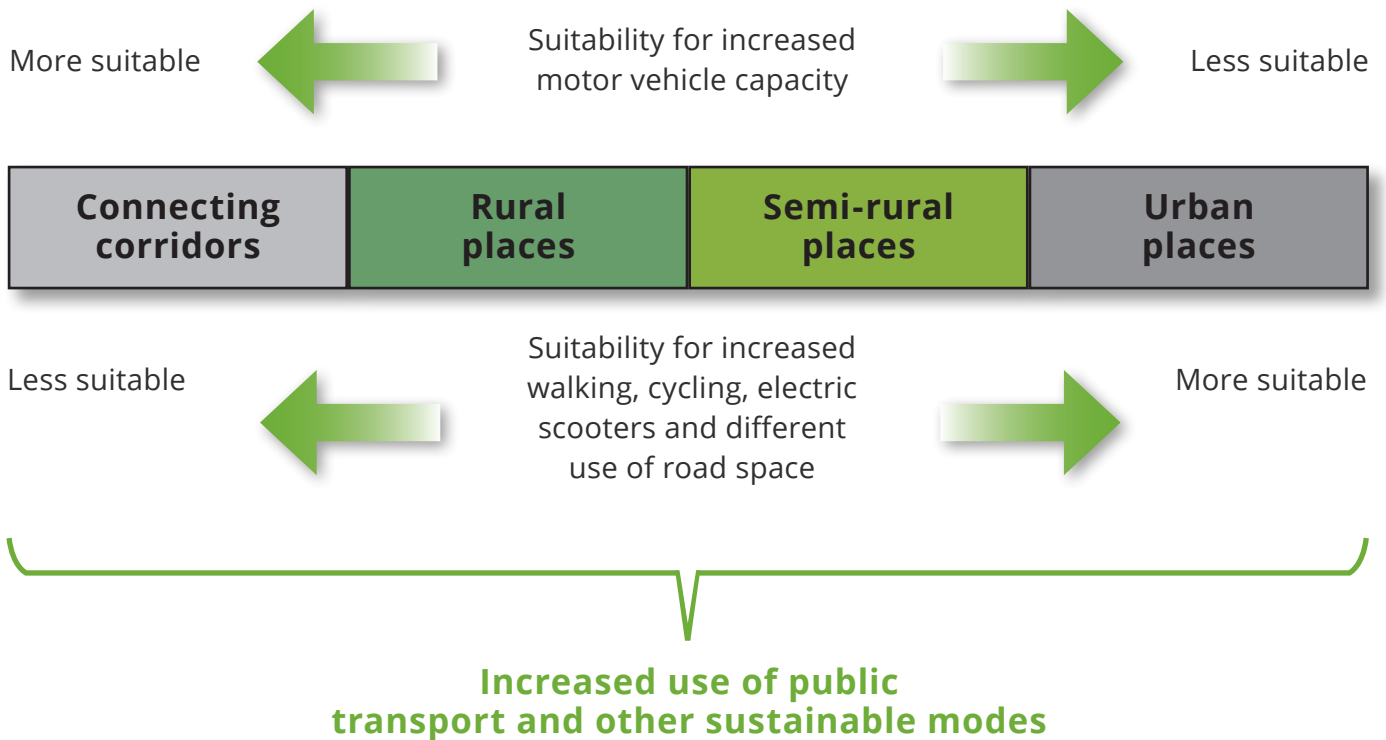 More suitable
Suitability for increased
motor vehicle capacity
Less suitable
Connecting
corridors
Rural
places
Semi-rural
places
Urban
places
Less suitable
Suitability for increased
walking, cycling, electric
scooters and different
use of road space
More suitable
Increased use of public
transport and other sustainable modes